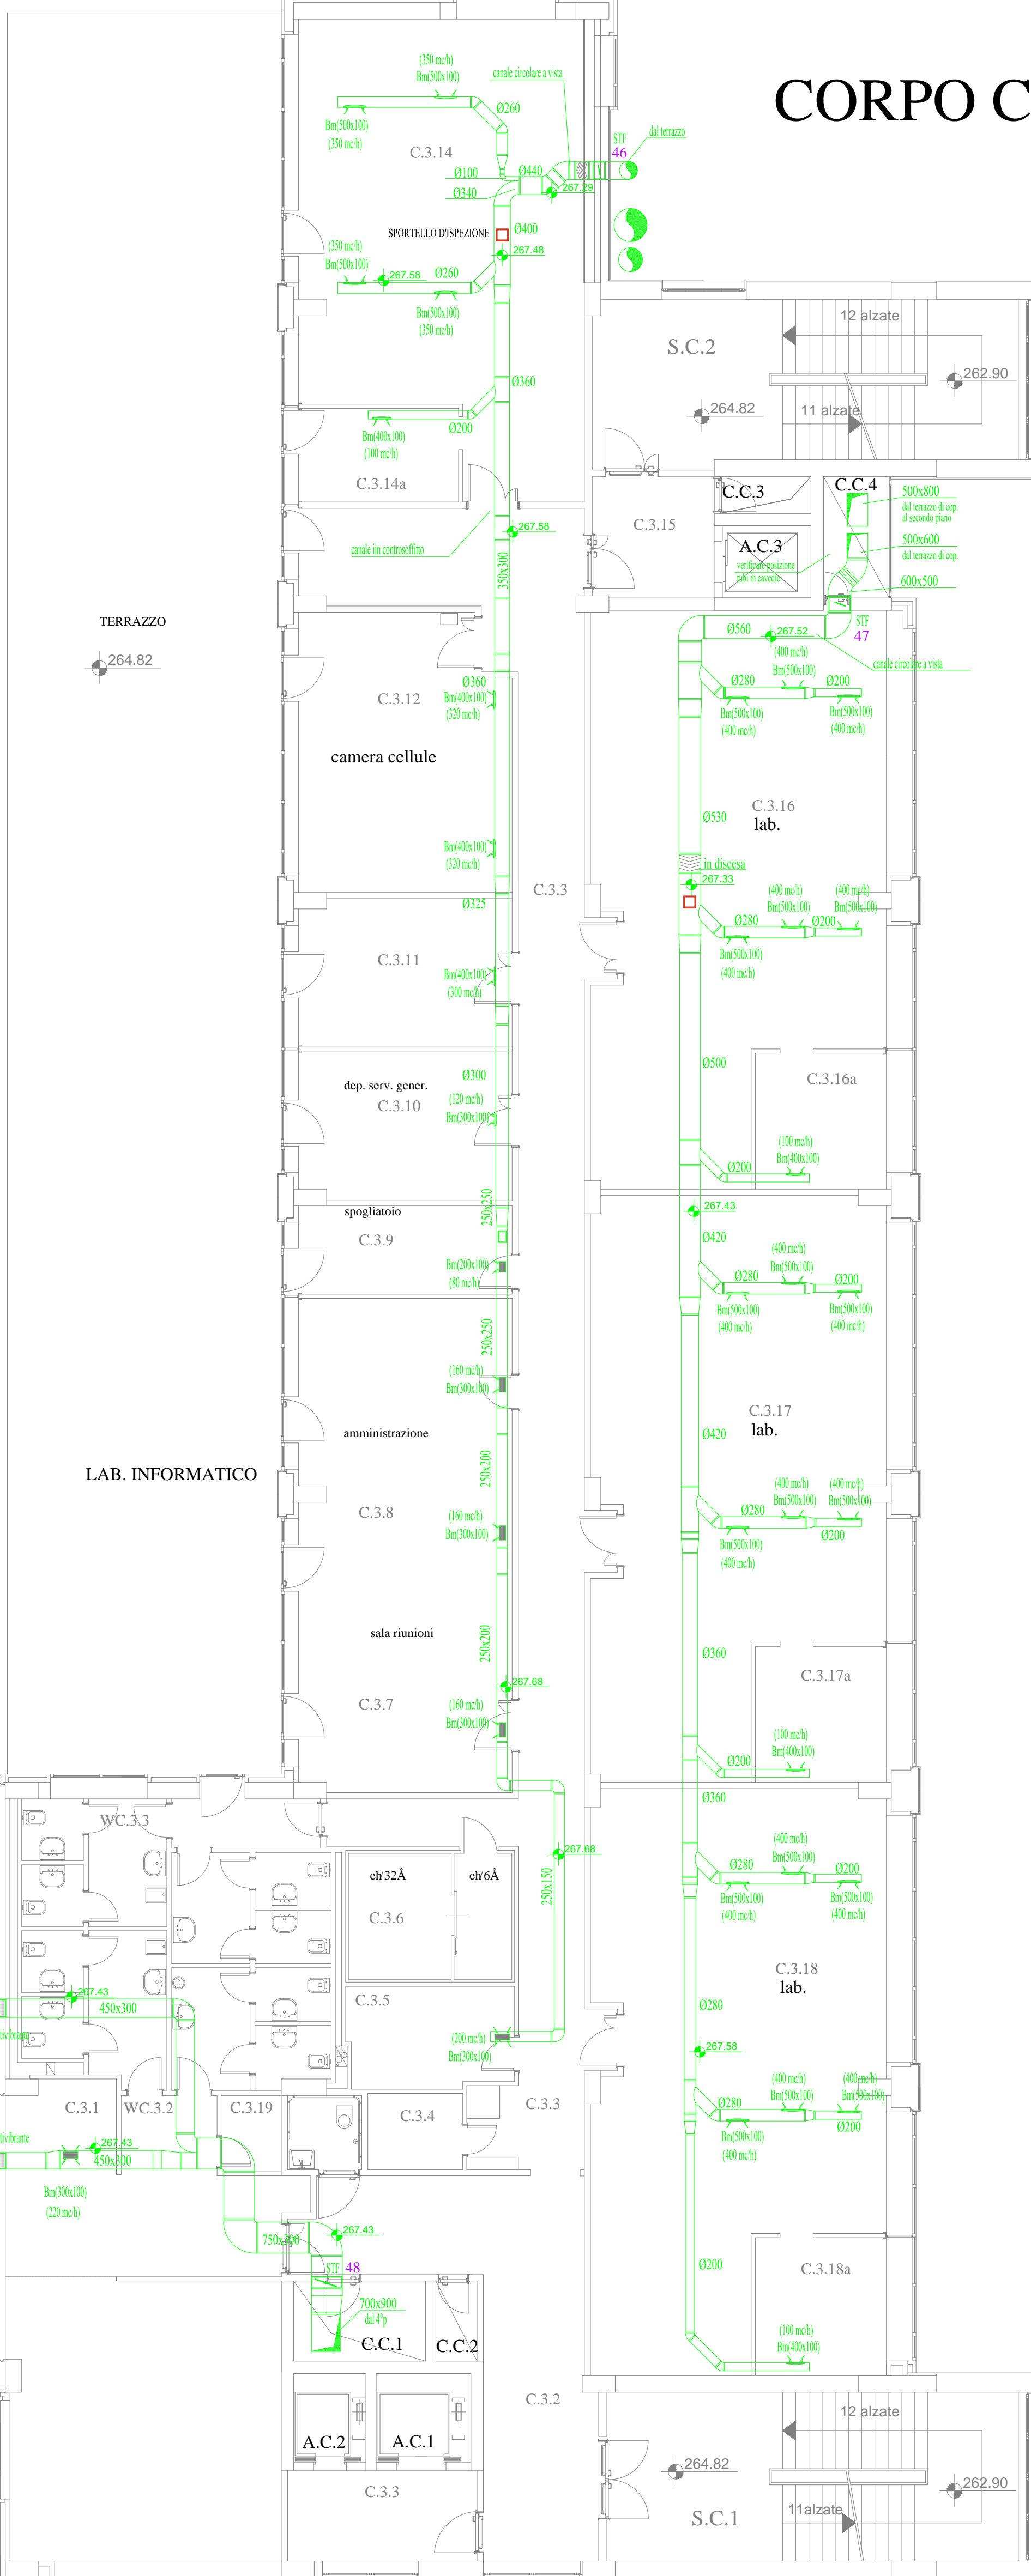 CORPO C
(350 mc/h)
Bm(500x100)
canale circolare a vista
Ø260
Bm(500x100)
(350 mc/h)
C.3.14
STF
46
dal terrazzo
Ø100
Ø440
Ø340
267.29
SPORTELLO D'ISPEZIONE
Ø400
(350 mc/h)
Bm(500x100)
267.48
267.58
Ø260
Bm(500x100)
(350 mc/h)
12 alzate
S.C.2
262.90
Ø360
264.82
11 alzate
Ø200
Bm(400x100)
(100 mc/h)
C.3.14a
C.C.3
C.C.4
500x800
dal terrazzo di cop.
al secondo piano
C.3.15
267.58
canale iin controsoffitto
350x300
A.C.3
verificare posizione
tubi in cavedio
500x600
dal terrazzo di cop.
600x500
TERRAZZO
264.82
Ø560
267.52
STF
47
(400 mc/h)
Bm(500x100)
canale circolare a vista
Ø360
Bm(400x100)
(320 mc/h)
C.3.12
Ø280
Ø200
Bm(500x100)
(400 mc/h)
Bm(500x100)
(400 mc/h)
camera cellule
C.3.16
lab.
Ø530
Bm(400x100)
(320 mc/h)
in discesa
267.33
C.3.3
Ø325
(400 mc/h)
Bm(500x100)
(400 mc/h)
Bm(500x100)
Ø280
Ø200
Bm(500x100)
(400 mc/h)
C.3.11
Bm(400x100)
(300 mc/h)
Ø500
Ø300
dep. serv. gener.
C.3.10
(120 mc/h)
Bm(300x100)
C.3.16a
(100 mc/h)
Bm(400x100)
Ø200
250x250
spogliatoio
C.3.9
267.43
Ø420
Bm(200x100)
(80 mc/h)
(400 mc/h)
Bm(500x100)
Ø280
Ø200
Bm(500x100)
(400 mc/h)
Bm(500x100)
(400 mc/h)
250x250
(160 mc/h)
Bm(300x100)
C.3.17
lab.
amministrazione
Ø420
LAB. INFORMATICO
250x200
C.3.8
(160 mc/h)
Bm(300x100)
(400 mc/h)
Bm(500x100)
(400 mc/h)
Bm(500x100)
Ø280
Ø200
Bm(500x100)
(400 mc/h)
sala riunioni
250x200
Ø360
C.3.17a
267.68
C.3.7
(160 mc/h)
Bm(300x100)
(100 mc/h)
Bm(400x100)
Ø200
Ø360
WC.3.3
267.68
(400 mc/h)
Bm(500x100)
Ø280
Ø200
Bm(500x100)
(400 mc/h)
Bm(500x100)
(400 mc/h)
eh'32Å
eh'6Å
250x150
C.3.6
C.3.18
lab.
267.43
450x300
C.3.5
Ø280
(200 mc/h)
Bm(300x100)
267.58
C.3.1
WC.3.2
C.3.19
C.3.4
C.3.3
(400 mc/h)
Bm(500x100)
(400 mc/h)
Bm(500x100)
Ø280
Ø200
Bm(500x100)
(400 mc/h)
267.43
450x300
Bm(300x100)
(220 mc/h)
267.43
STF
48
Ø200
C.3.18a
700x900
dal 4°p
C.C.1
C.C.2
(100 mc/h)
Bm(400x100)
C.3.2
12 alzate
A.C.2
A.C.1
264.82
262.90
C.3.3
11alzate
S.C.1